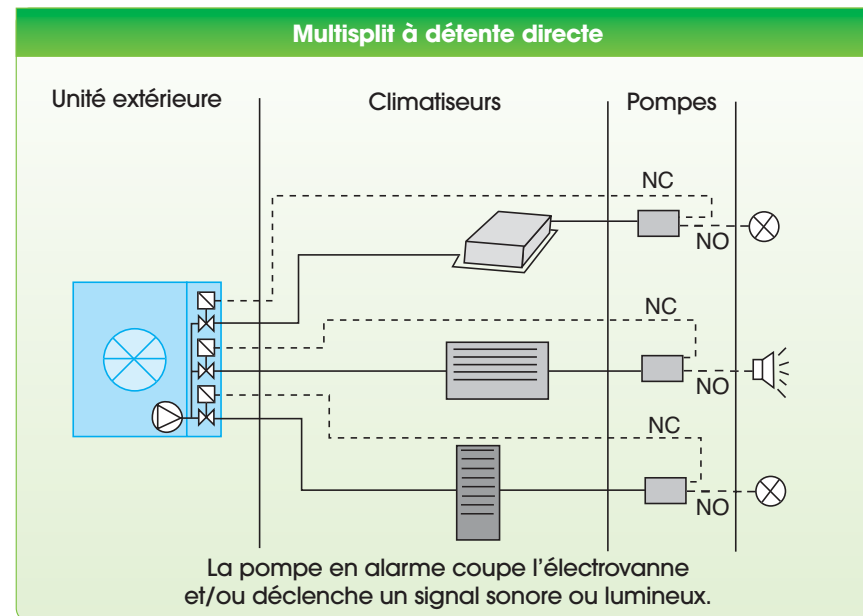 Multisplit à détente directe
Unité extérieure
Climatiseurs
Pompes
NC
NO
NC
NO
NC
NO
La pompe en alarme coupe l'électrovanne
et/ou déclenche un signal sonore ou lumineux.